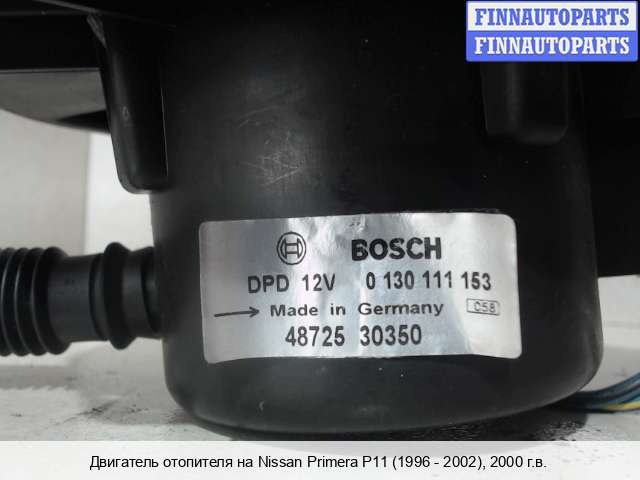 FINNAUTOPARTS
FINNAUTOPARTS
BOSCH
DPD 12V 0 130 111 153
Made in Germany C58
48725 30350
Двигатель отопителя на Nissan Primera P11 (1996 - 2002), 2000 г.в.